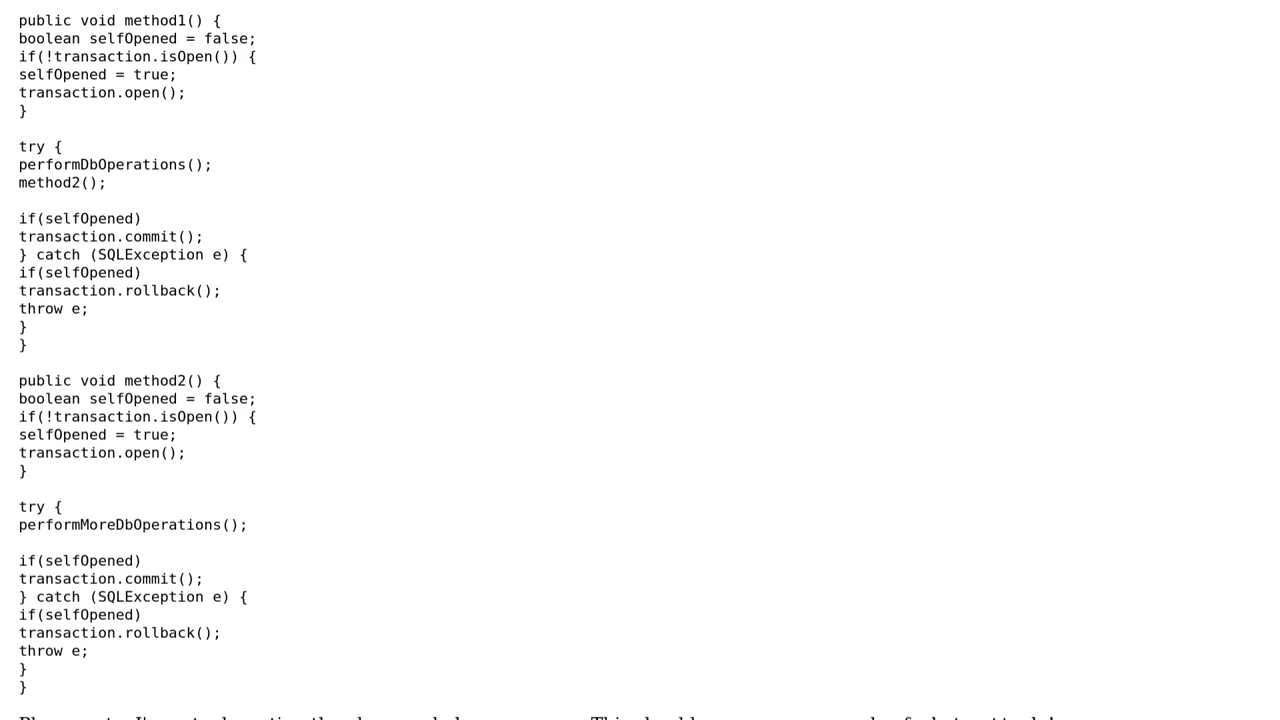 public void method1() {
boolean selfOpened = false;
if(!transaction.isOpen()) {
selfOpened = true;
transaction.open();
}
try {
performDbOperations();
method2();
if(selfOpened)
transaction.commit();
} catch (SQLException e) {
if(selfOpened)
transaction.rollback();
throw e;
}
}
public void method2() {
boolean selfOpened = false;
if(!transaction.isOpen()) {
selfOpened = true;
transaction.open();
}
try {
performMoreDbOperations();
if(selfOpened)
transaction.commit();
} catch (SQLException e) {
if(selfOpened)
transaction.rollback();
throw e;
}
}